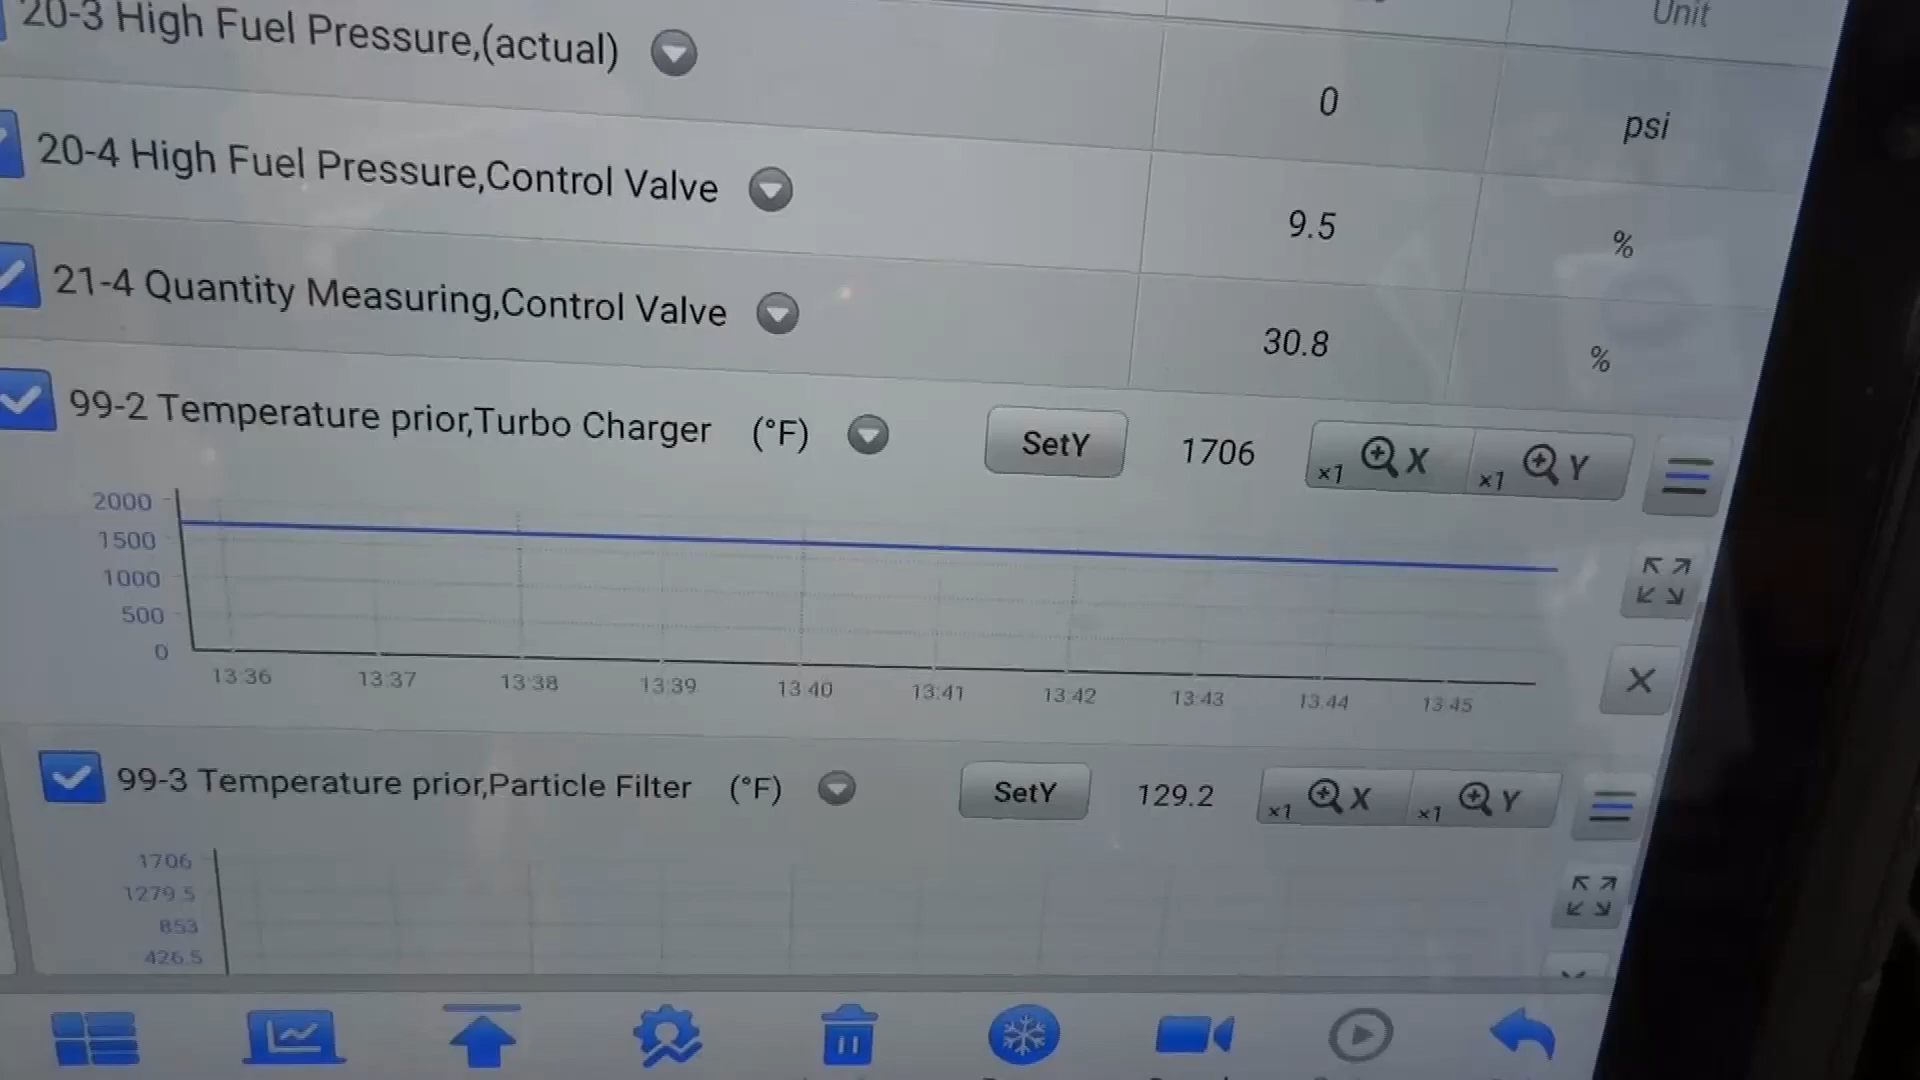 Unit
20-3 High Fuel Pressure,(actual) 0 psi
20-4 High Fuel Pressure,Control Valve 9.5 %
21-4 Quantity Measuring,Control Valve 30.8 %
99-2 Temperature prior,Turbo Charger (°F) SetY 1706 x1 X x1 Y
2000
1500
1000
500
0
13:36 13:37 13:38 13:39 13:40 13:41 13:42 13:43 13:44 13:45
99-3 Temperature prior,Particle Filter (°F) SetY 129.2 x1 X x1 Y
1706
1279.5
853
426.5